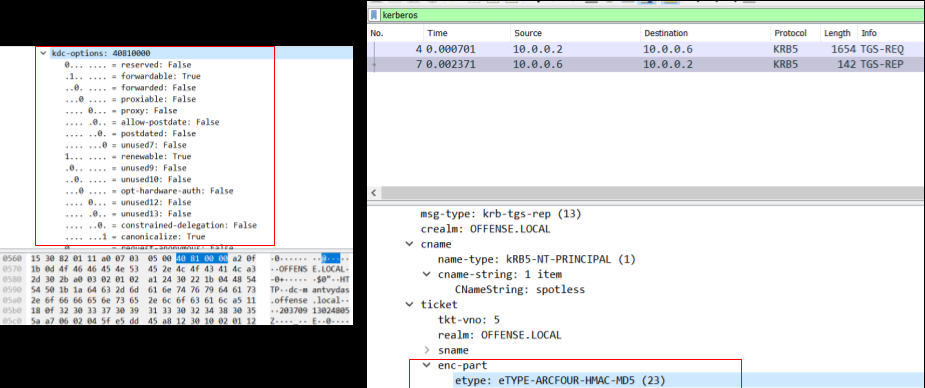 kdc-options: 40810000
0... .... = reserved: False
.1.. .... = forwardable: True
..0. .... = forwarded: False
...0 .... = proxiable: False
.... 0... = proxy: False
.... .0.. = allow-postdate: False
.... ..0. = postdated: False
.... ...0 = unused7: False
1... .... = renewable: True
.0.. .... = unused9: False
..0. .... = unused10: False
...0 .... = opt-hardware-auth: False
.... 0... = unused12: False
.... .0.. = unused13: False
.... ..0. = constrained-delegation: False
.... ...1 = canonicalize: True
0560 15 30 82 01 11 a0 07 03 05 00 40 81 00 00 a2 0f
0570 1b 0d 4f 46 46 45 4e 53 45 2e 4c 4f 43 41 4c a3 ··OFFENS E.LOCAL·
0580 2d 30 2b a0 03 02 01 02 a1 24 30 22 1b 04 48 54 -0+····· ·$0"··HT
0590 54 50 1b 1a 64 63 2d 6d 61 6e 74 76 79 64 61 73 TP··dc-m antvydas
05a0 2e 6f 66 66 65 6e 73 65 2e 6c 6f 63 61 6c a5 11 .offense .local··
05b0 18 0f 32 30 33 37 30 39 31 33 30 32 34 38 30 35 ··203709 13024805
05c0 5a a7 06 02 04 5f e5 dd 45 a8 12 30 10 02 01 12 Z····_·· E··0····
kerberos
No. Time Source Destination Protocol Length Info
4 0.000701 10.0.0.2 10.0.0.6 KRB5 1654 TGS-REQ
7 0.002371 10.0.0.6 10.0.0.2 KRB5 142 TGS-REP
msg-type: krb-tgs-rep (13)
crealm: OFFENSE.LOCAL
cname
name-type: kRB5-NT-PRINCIPAL (1)
cname-string: 1 item
CNameString: spotless
ticket
tkt-vno: 5
realm: OFFENSE.LOCAL
sname
enc-part
etype: eTYPE-ARCFOUR-HMAC-MD5 (23)